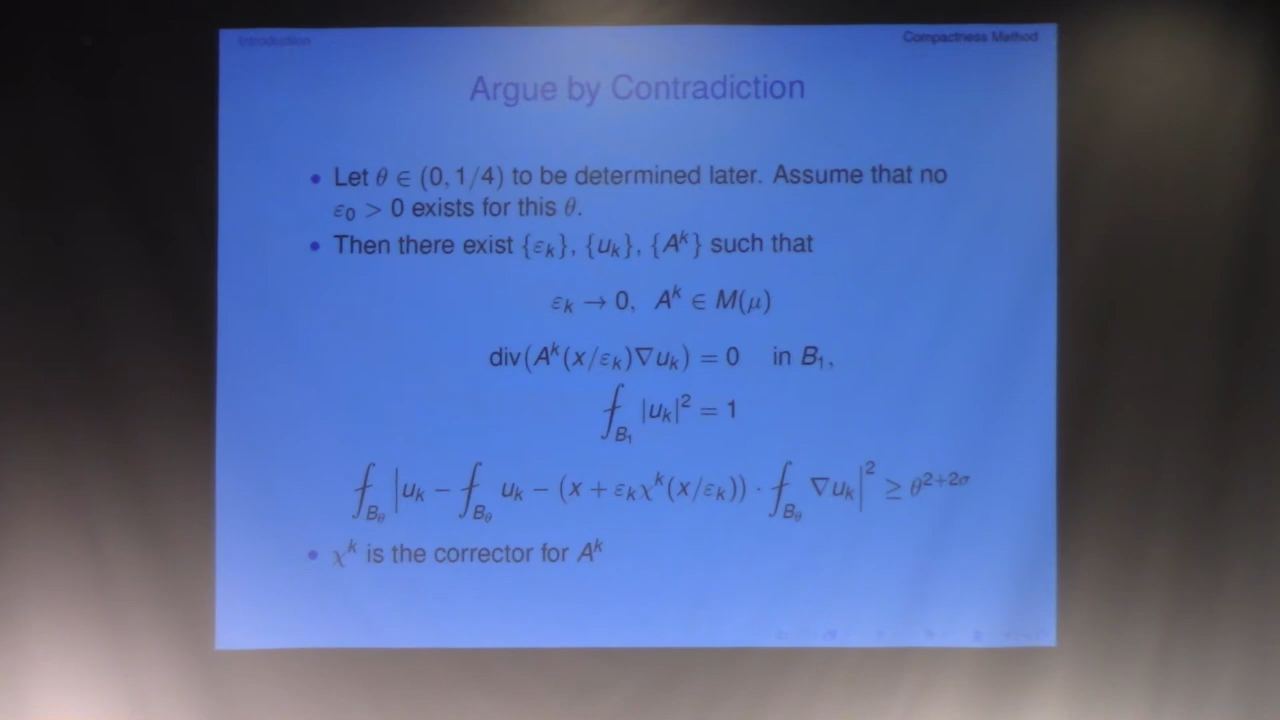 Introduction
Compactness Method
Argue by Contradiction
• Let θ ∈ (0, 1/4) to be determined later. Assume that no
ε₀ > 0 exists for this θ.
• Then there exist {εₖ}, {uₖ}, {Aᵏ} such that
εₖ → 0, Aᵏ ∈ M(μ)
div(Aᵏ(x/εₖ)∇uₖ) = 0 in B₁,
⨍_{B₁} |uₖ|² = 1
⨍_{B_θ} |uₖ − ⨍_{B_θ} uₖ − (x + εₖχᵏ(x/εₖ)) · ⨍_{B_θ} ∇uₖ|² ≥ θ^{2+2σ}
• χᵏ is the corrector for Aᵏ